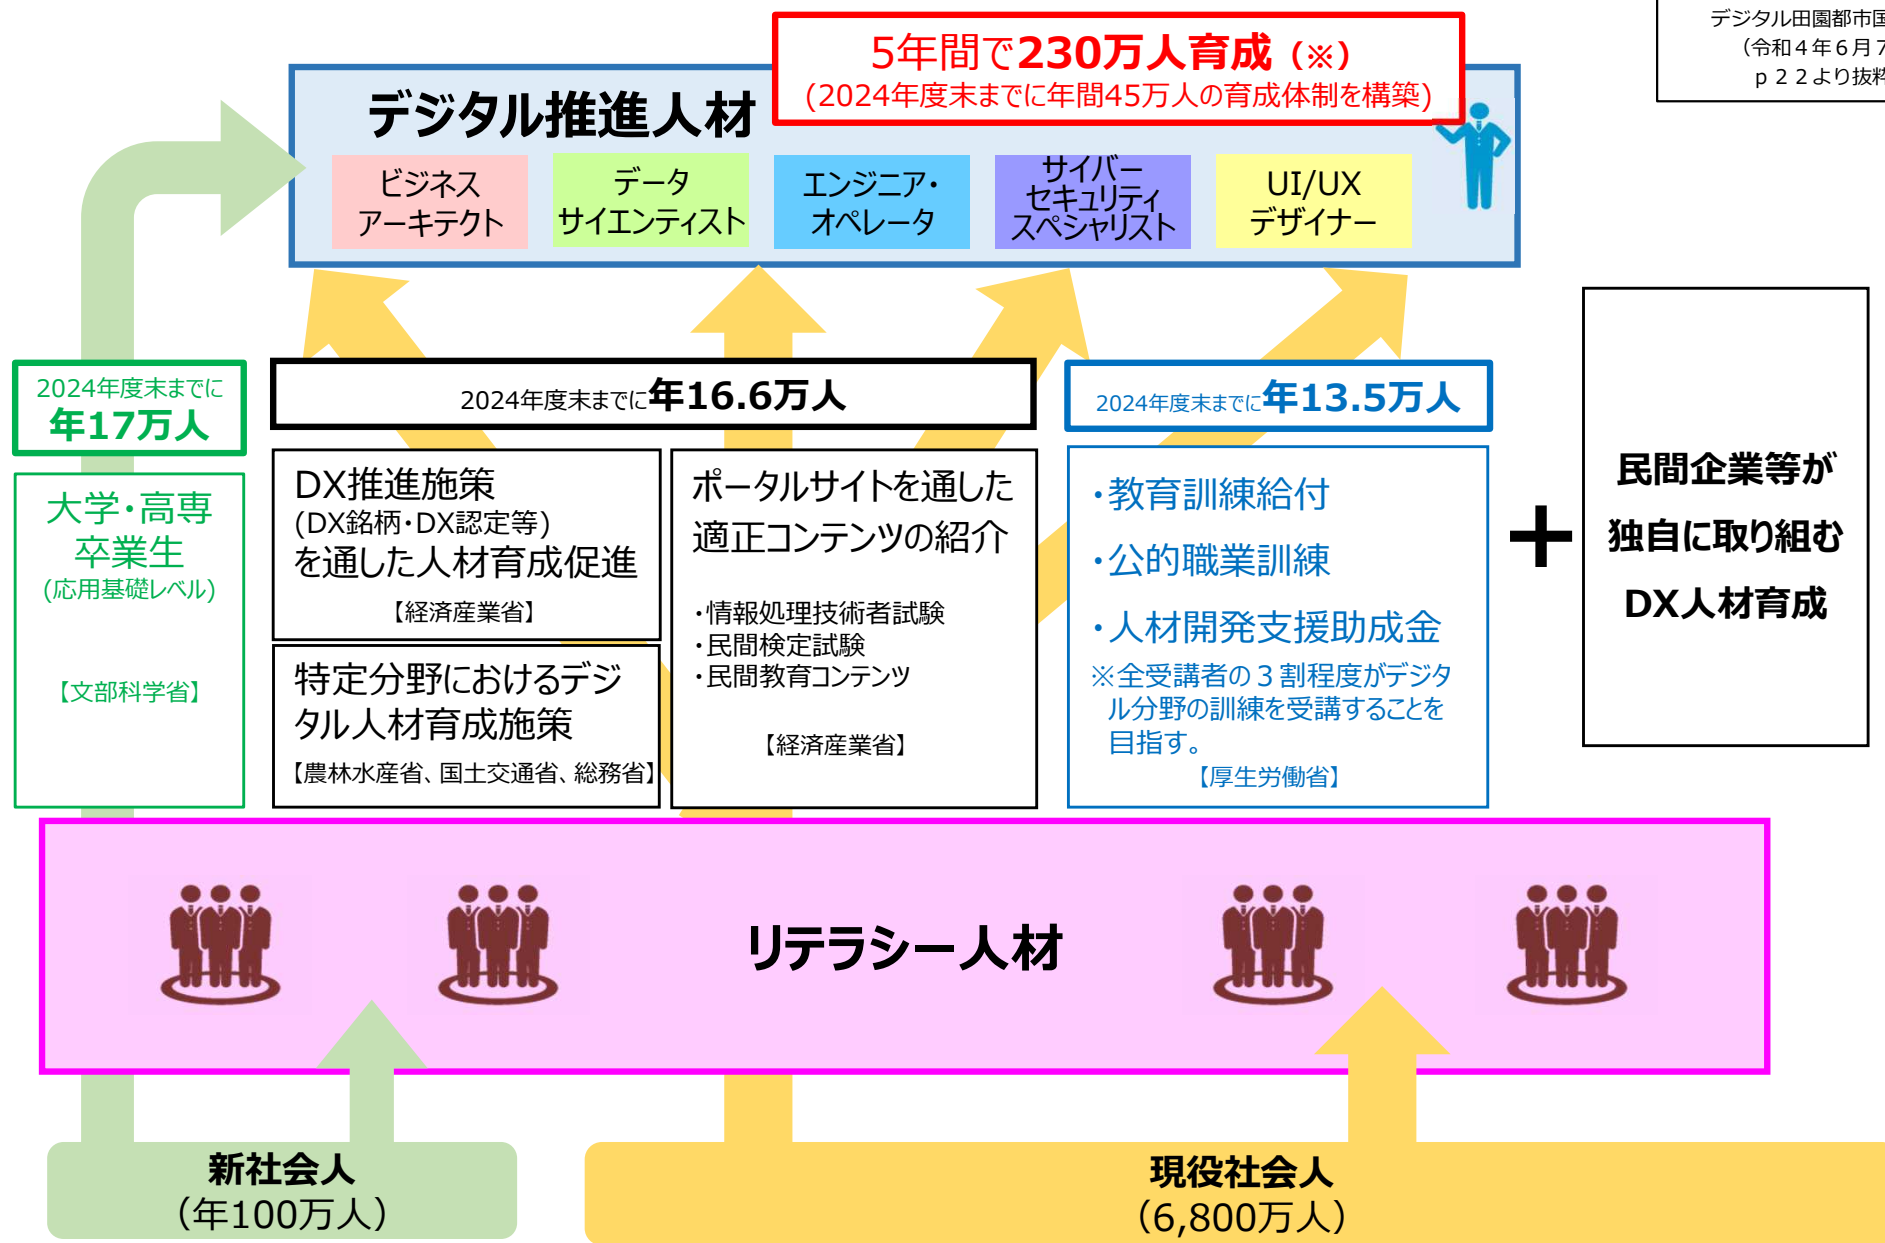 デジタル田園都市国
（令和４年６月７
ｐ２２より抜粋
5年間で230万人育成（※）
(2024年度末までに年間45万人の育成体制を構築)
デジタル推進人材
ビジネス
アーキテクト
データ
サイエンティスト
エンジニア・
オペレータ
サイバー
セキュリティ
スペシャリスト
UI/UX
デザイナー
2024年度末までに
年17万人
大学・高専
卒業生
(応用基礎レベル)
【文部科学省】
2024年度末までに年16.6万人
DX推進施策
(DX銘柄・DX認定等)
を通した人材育成促進
【経済産業省】
特定分野におけるデジ
タル人材育成施策
【農林水産省、国土交通省、総務省】
ポータルサイトを通した
適正コンテンツの紹介
・情報処理技術者試験
・民間検定試験
・民間教育コンテンツ
【経済産業省】
2024年度末までに年13.5万人
・教育訓練給付
・公的職業訓練
・人材開発支援助成金
※全受講者の３割程度がデジタ
ル分野の訓練を受講することを
目指す。
【厚生労働省】
+
民間企業等が
独自に取り組む
DX人材育成
リテラシー人材
新社会人
（年100万人）
現役社会人
（6,800万人）